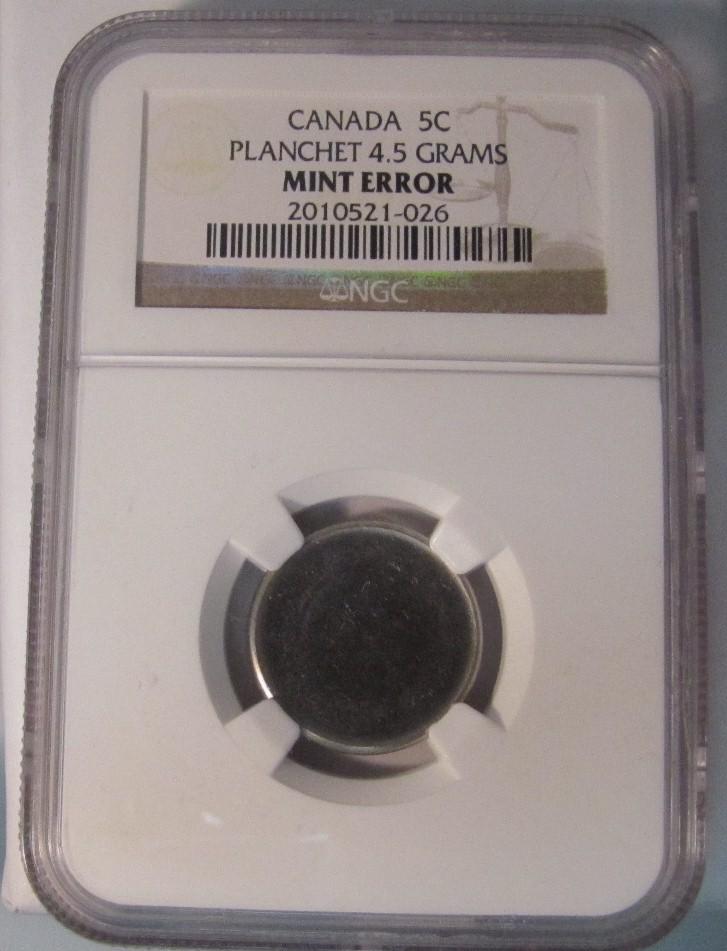 CANADA 5C
PLANCHET 4.5 GRAMS
MINT ERROR
2010521-026
NGC